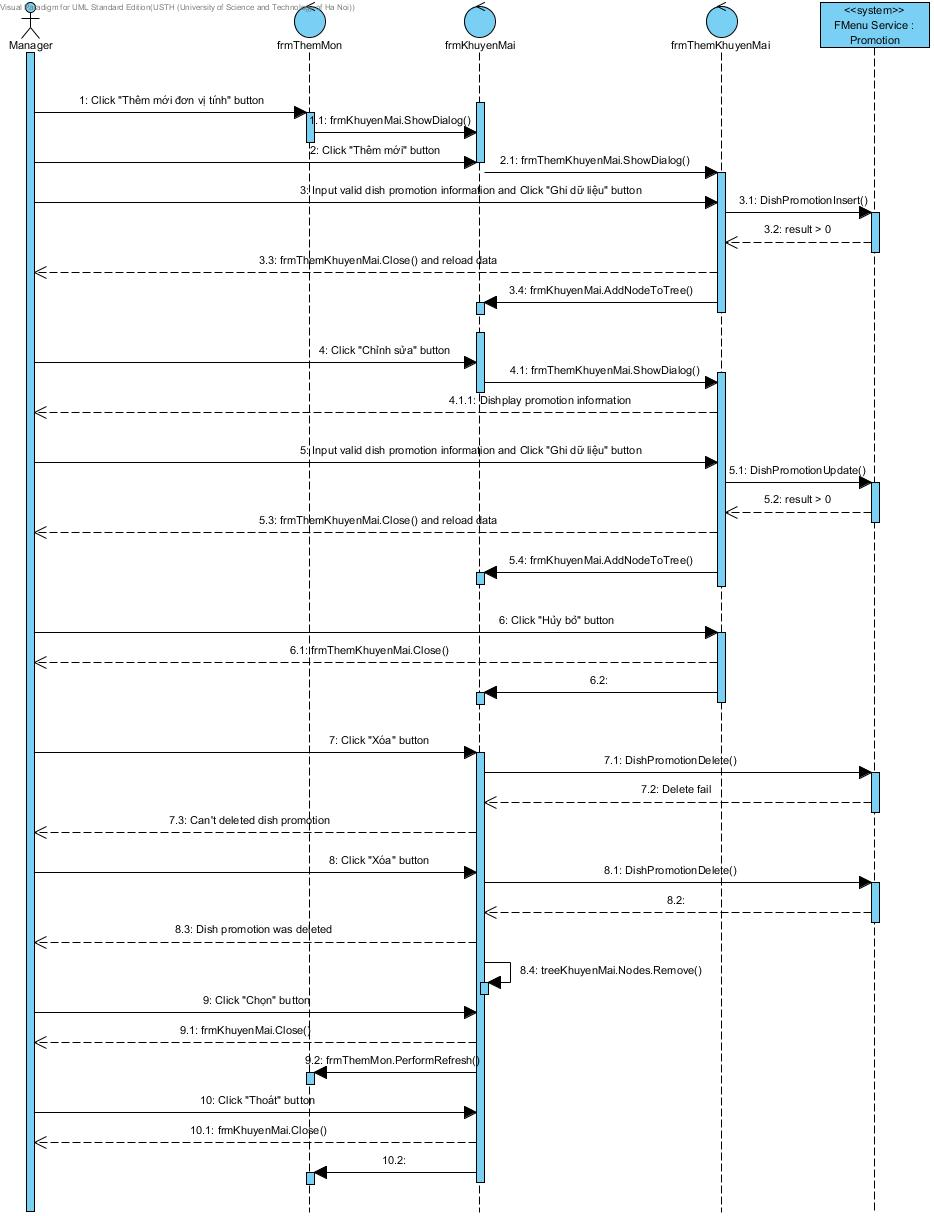 Visual Paradigm for UML Standard Edition(USTH (University of Science and Technology of Ha Noi))
Manager
frmThemMon
frmKhuyenMai
frmThemKhuyenMai
<<system>>
FMenu Service :
Promotion
1: Click "Thêm mới đơn vị tính" button
1.1: frmKhuyenMai.ShowDialog()
2: Click "Thêm mới" button
2.1: frmThemKhuyenMai.ShowDialog()
3: Input valid dish promotion information and Click "Ghi dữ liệu" button
3.1: DishPromotionInsert()
3.2: result > 0
3.3: frmThemKhuyenMai.Close() and reload data
3.4: frmKhuyenMai.AddNodeToTree()
4: Click "Chỉnh sửa" button
4.1: frmThemKhuyenMai.ShowDialog()
4.1.1: Dishplay promotion information
5: Input valid dish promotion information and Click "Ghi dữ liệu" button
5.1: DishPromotionUpdate()
5.2: result > 0
5.3: frmThemKhuyenMai.Close() and reload data
5.4: frmKhuyenMai.AddNodeToTree()
6: Click "Hủy bỏ" button
6.1: frmThemKhuyenMai.Close()
6.2:
7: Click "Xóa" button
7.1: DishPromotionDelete()
7.2: Delete fail
7.3: Can't deleted dish promotion
8: Click "Xóa" button
8.1: DishPromotionDelete()
8.2:
8.3: Dish promotion was deleted
8.4: treeKhuyenMai.Nodes.Remove()
9: Click "Chọn" button
9.1: frmKhuyenMai.Close()
9.2: frmThemMon.PerformRefresh()
10: Click "Thoát" button
10.1: frmKhuyenMai.Close()
10.2: